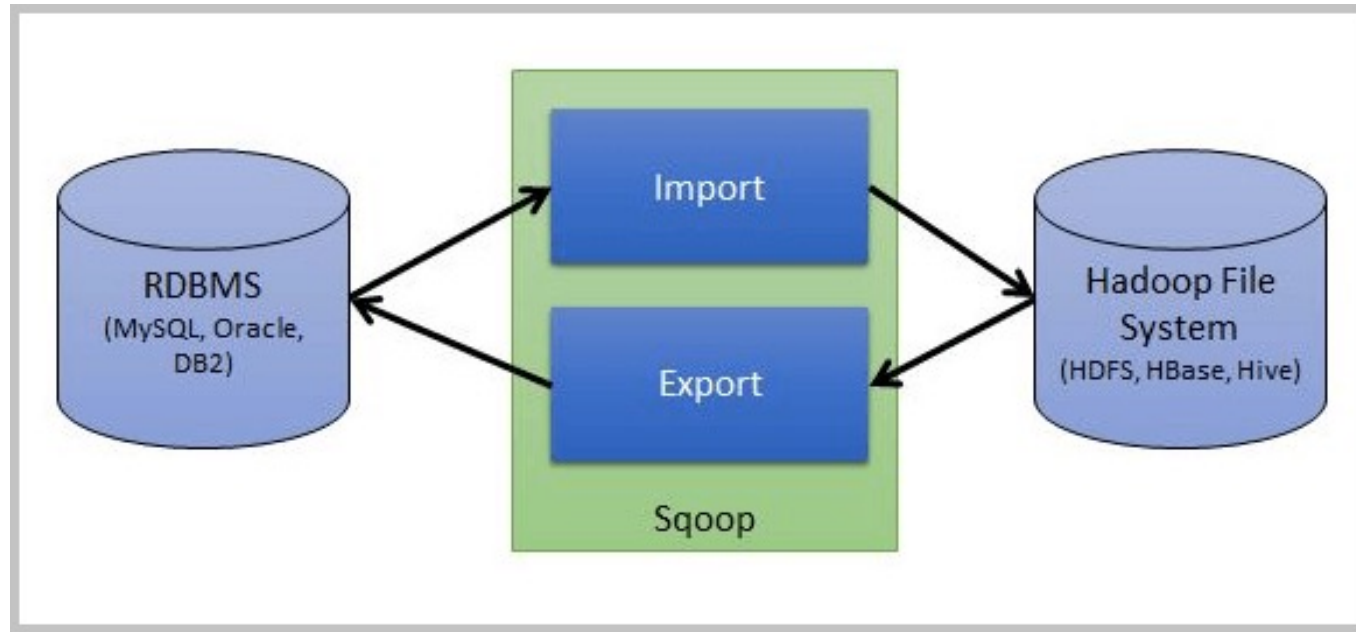 Import
RDBMS
(MySQL, Oracle,
DB2)
Hadoop File
System
(HDFS, HBase, Hive)
Export
Sqoop